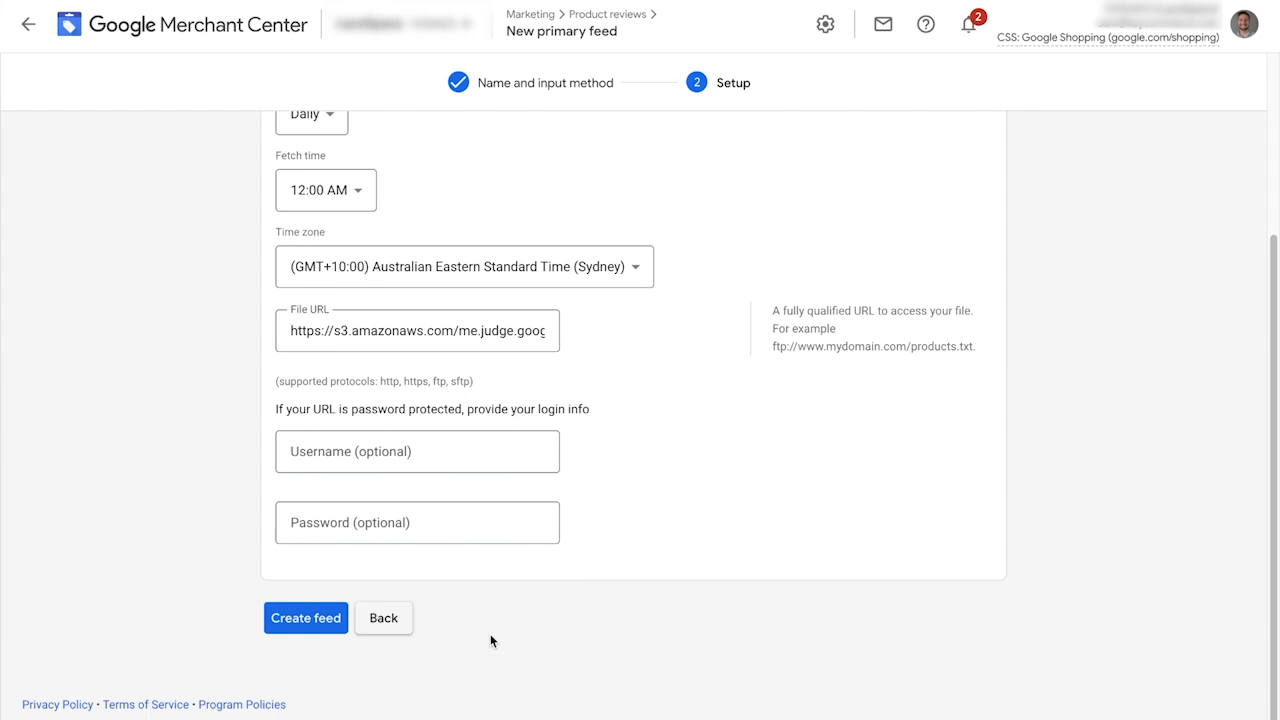 Google Merchant Center
Marketing > Product reviews >
New primary feed
2
CSS: Google Shopping (google.com/shopping)
Name and input method
2 Setup
Daily
Fetch time
12:00 AM
Time zone
(GMT+10:00) Australian Eastern Standard Time (Sydney)
File URL
https://s3.amazonaws.com/me.judge.goog
A fully qualified URL to access your file.
For example
ftp://www.mydomain.com/products.txt.
(supported protocols: http, https, ftp, sftp)
If your URL is password protected, provide your login info
Username (optional)
Password (optional)
Create feed
Back
Privacy Policy • Terms of Service • Program Policies